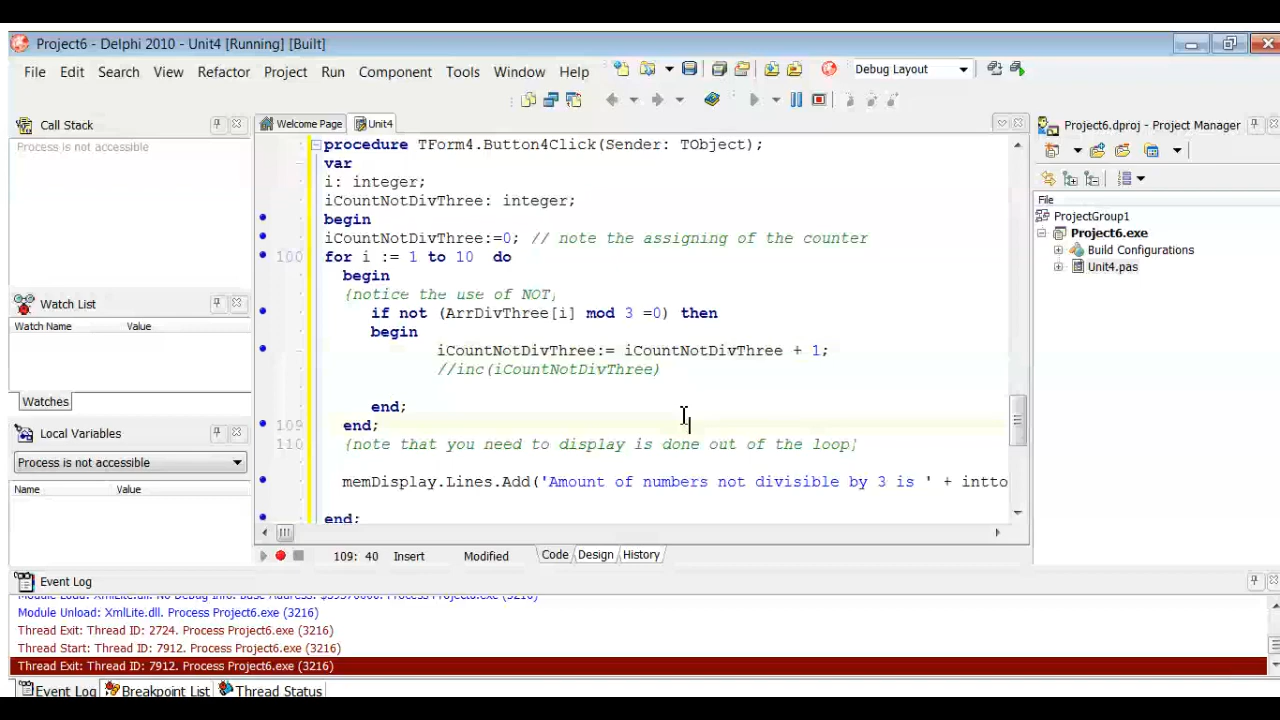 Project6 - Delphi 2010 - Unit4 [Running] [Built]
File Edit Search View Refactor Project Run Component Tools Window Help
Debug Layout
Call Stack
Process is not accessible
Watch List
Watch Name Value
Watches
Local Variables
Process is not accessible
Name Value
Welcome Page Unit4
procedure TForm4.Button4Click(Sender: TObject);
var
i: integer;
iCountNotDivThree: integer;
begin
iCountNotDivThree:=0; // note the assigning of the counter
100 for i := 1 to 10 do
begin
{notice the use of NOT}
if not (ArrDivThree[i] mod 3 =0) then
begin
iCountNotDivThree:= iCountNotDivThree + 1;
//inc(iCountNotDivThree)
end;
109 end;
110 {note that you need to display is done out of the loop}
memDisplay.Lines.Add('Amount of numbers not divisible by 3 is ' + intto
end;
109: 40 Insert Modified Code Design History
Project6.dproj - Project Manager
File
ProjectGroup1
Project6.exe
Build Configurations
Unit4.pas
Event Log
Module Unload: XmlLite.dll. Process Project6.exe (3216)
Thread Exit: Thread ID: 2724. Process Project6.exe (3216)
Thread Start: Thread ID: 7912. Process Project6.exe (3216)
Thread Exit: Thread ID: 7912. Process Project6.exe (3216)
Event Log Breakpoint List Thread Status